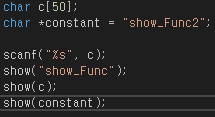 char c[50];
char *constant = "show_Func2";
scanf("%s", c);
show("show_Func");
show(c);
show(constant);